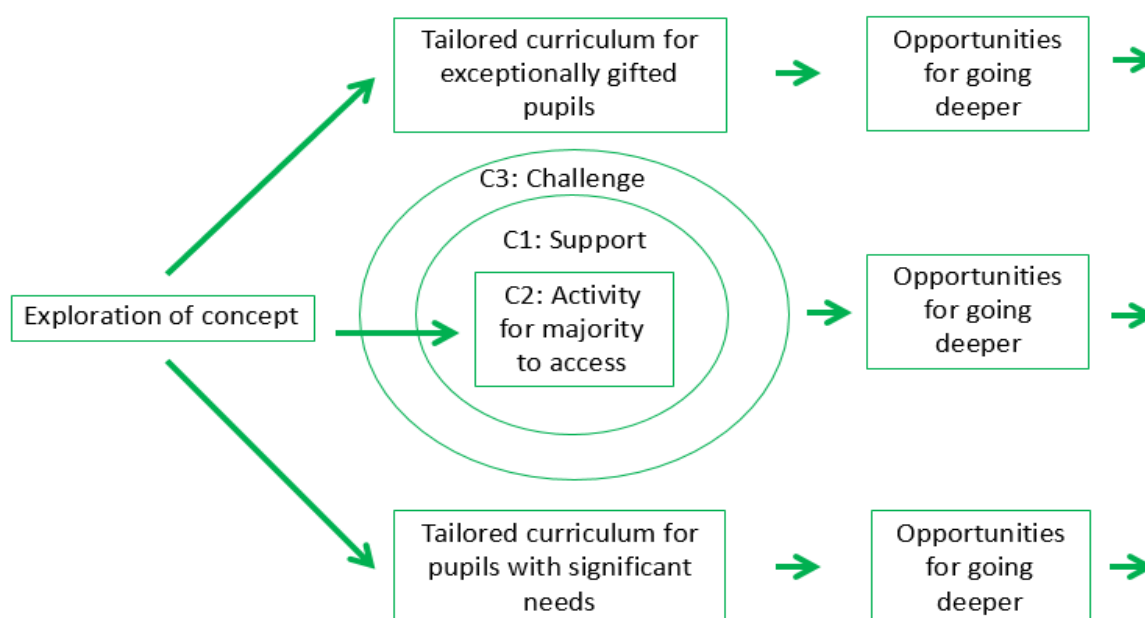 Tailored curriculum for
exceptionally gifted
pupils
Opportunities
for going
deeper
C3: Challenge
C1: Support
C2: Activity
for majority
to access
Exploration of concept
Opportunities
for going
deeper
Tailored curriculum for
pupils with significant
needs
Opportunities
for going
deeper